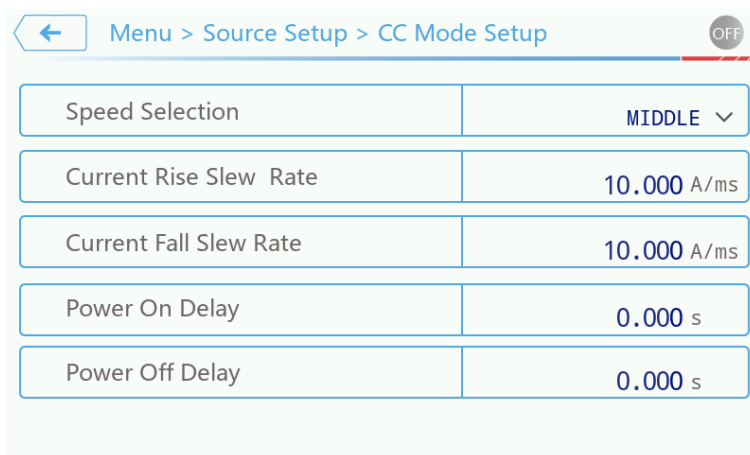 Menu > Source Setup > CC Mode Setup OFF
Speed Selection MIDDLE
Current Rise Slew Rate 10.000 A/ms
Current Fall Slew Rate 10.000 A/ms
Power On Delay 0.000 s
Power Off Delay 0.000 s